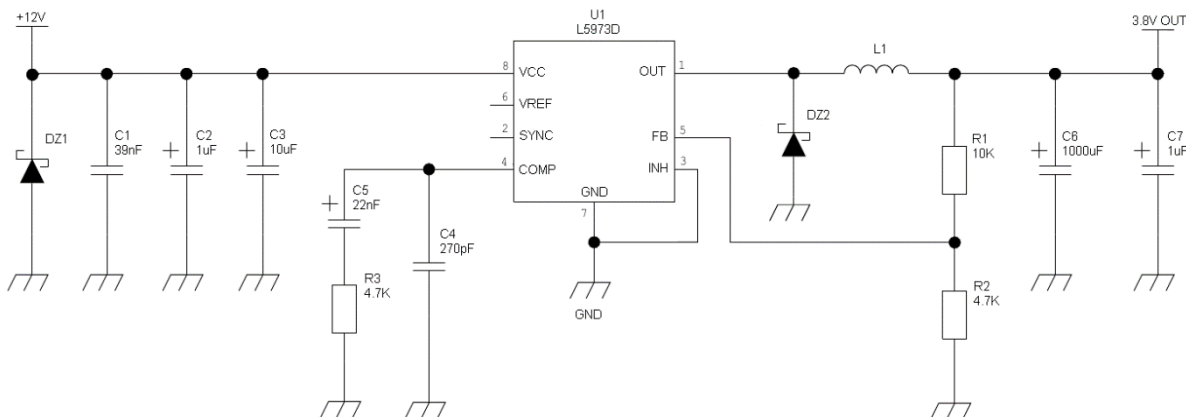 +12V
U1
L5973D
3.8V OUT
8
VCC
OUT
1
L1
6
VREF
2
SYNC
FB
5
4
COMP
INH
3
GND
7
GND
DZ1
C1
39nF
C2
1uF
C3
10uF
C5
22nF
C4
270pF
R3
4.7K
DZ2
R1
10K
C6
1000uF
C7
1uF
R2
4.7K